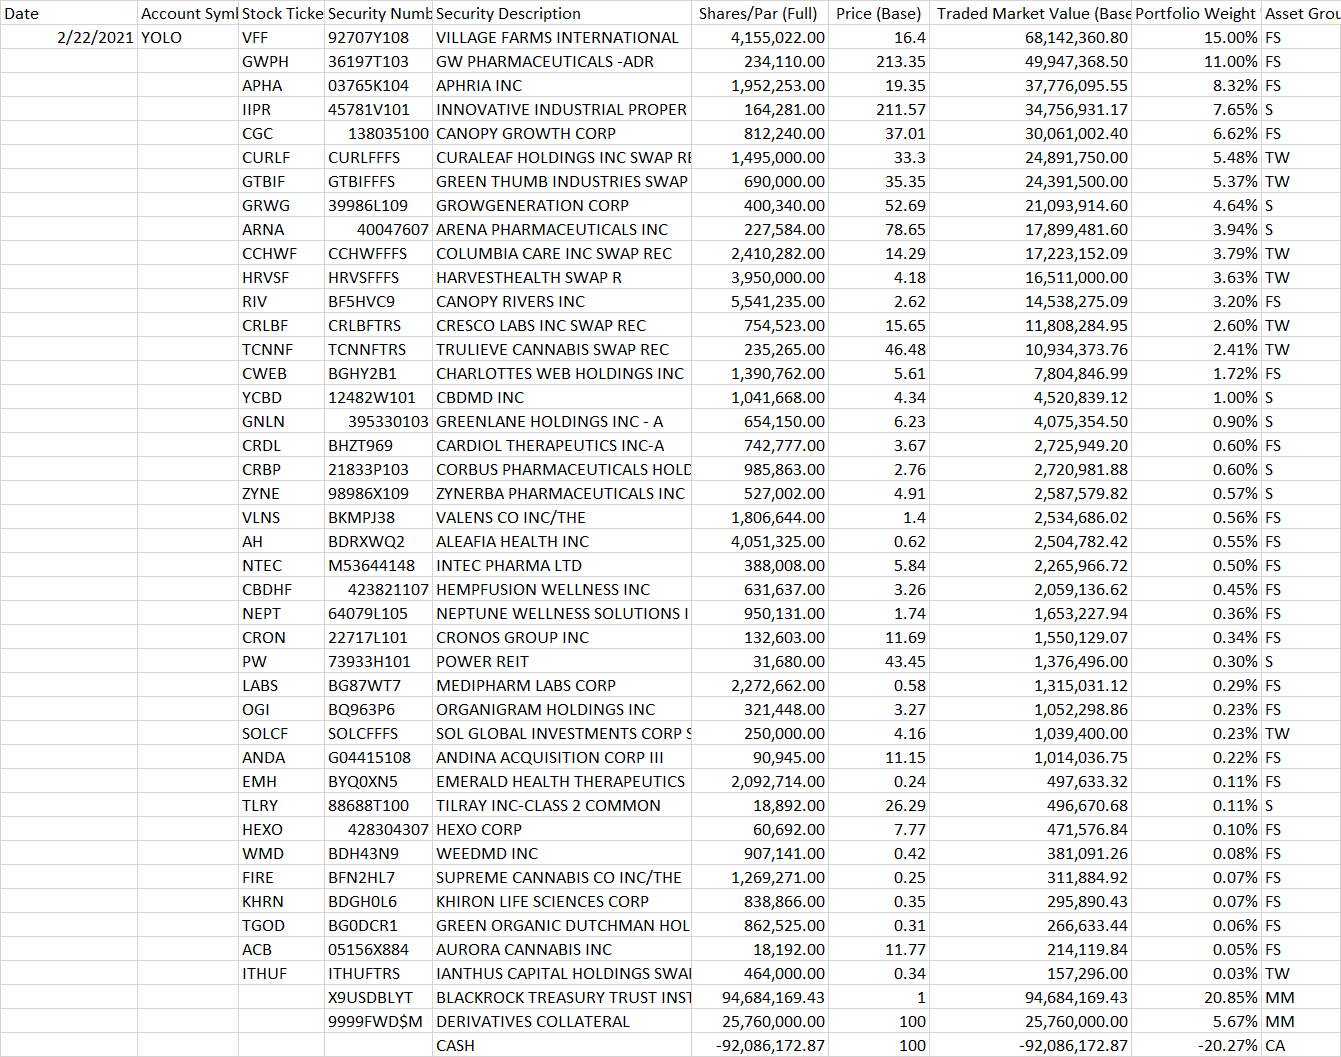 Date Account Symb Stock Ticke Security Numb Security Description Shares/Par (Full) Price (Base) Traded Market Value (Base Portfolio Weight Asset Grou
2/22/2021 YOLO VFF 92707Y108 VILLAGE FARMS INTERNATIONAL 4,155,022.00 16.4 68,142,360.80 15.00% FS
GWPH 36197T103 GW PHARMACEUTICALS -ADR 234,110.00 213.35 49,947,368.50 11.00% FS
APHA 03765K104 APHRIA INC 1,952,253.00 19.35 37,776,095.55 8.32% FS
IIPR 45781V101 INNOVATIVE INDUSTRIAL PROPER 164,281.00 211.57 34,756,931.17 7.65% S
CGC 138035100 CANOPY GROWTH CORP 812,240.00 37.01 30,061,002.40 6.62% FS
CURLF CURLFFFS CURALEAF HOLDINGS INC SWAP RE 1,495,000.00 33.3 24,891,750.00 5.48% TW
GTBIF GTBIFFFS GREEN THUMB INDUSTRIES SWAP 690,000.00 35.35 24,391,500.00 5.37% TW
GRWG 39986L109 GROWGENERATION CORP 400,340.00 52.69 21,093,914.60 4.64% S
ARNA 40047607 ARENA PHARMACEUTICALS INC 227,584.00 78.65 17,899,481.60 3.94% S
CCHWF CCHWFFFS COLUMBIA CARE INC SWAP REC 2,410,282.00 14.29 17,223,152.09 3.79% TW
HRVSF HRVSFFFS HARVESTHEALTH SWAP R 3,950,000.00 4.18 16,511,000.00 3.63% TW
RIV BF5HVC9 CANOPY RIVERS INC 5,541,235.00 2.62 14,538,275.09 3.20% FS
CRLBF CRLBFTRS CRESCO LABS INC SWAP REC 754,523.00 15.65 11,808,284.95 2.60% TW
TCNNF TCNNFTRS TRULIEVE CANNABIS SWAP REC 235,265.00 46.48 10,934,373.76 2.41% TW
CWEB BGHY2B1 CHARLOTTES WEB HOLDINGS INC 1,390,762.00 5.61 7,804,846.99 1.72% FS
YCBD 12482W101 CBDMD INC 1,041,668.00 4.34 4,520,839.12 1.00% S
GNLN 395330103 GREENLANE HOLDINGS INC - A 654,150.00 6.23 4,075,354.50 0.90% S
CRDL BHZT969 CARDIOL THERAPEUTICS INC-A 742,777.00 3.67 2,725,949.20 0.60% FS
CRBP 21833P103 CORBUS PHARMACEUTICALS HOLD 985,863.00 2.76 2,720,981.88 0.60% S
ZYNE 98986X109 ZYNERBA PHARMACEUTICALS INC 527,002.00 4.91 2,587,579.82 0.57% S
VLNS BKMPJ38 VALENS CO INC/THE 1,806,644.00 1.4 2,534,686.02 0.56% FS
AH BDRXWQ2 ALEAFIA HEALTH INC 4,051,325.00 0.62 2,504,782.42 0.55% FS
NTEC M53644148 INTEC PHARMA LTD 388,008.00 5.84 2,265,966.72 0.50% FS
CBDHF 423821107 HEMPFUSION WELLNESS INC 631,637.00 3.26 2,059,136.62 0.45% FS
NEPT 64079L105 NEPTUNE WELLNESS SOLUTIONS I 950,131.00 1.74 1,653,227.94 0.36% FS
CRON 22717L101 CRONOS GROUP INC 132,603.00 11.69 1,550,129.07 0.34% FS
PW 73933H101 POWER REIT 31,680.00 43.45 1,376,496.00 0.30% S
LABS BG87WT7 MEDIPHARM LABS CORP 2,272,662.00 0.58 1,315,031.12 0.29% FS
OGI BQ963P6 ORGANIGRAM HOLDINGS INC 321,448.00 3.27 1,052,298.86 0.23% FS
SOLCF SOLCFFFS SOL GLOBAL INVESTMENTS CORP S 250,000.00 4.16 1,039,400.00 0.23% TW
ANDA G04415108 ANDINA ACQUISITION CORP III 90,945.00 11.15 1,014,036.75 0.22% FS
EMH BYQ0XN5 EMERALD HEALTH THERAPEUTICS 2,092,714.00 0.24 497,633.32 0.11% FS
TLRY 88688T100 TILRAY INC-CLASS 2 COMMON 18,892.00 26.29 496,670.68 0.11% S
HEXO 428304307 HEXO CORP 60,692.00 7.77 471,576.84 0.10% FS
WMD BDH43N9 WEEDMD INC 907,141.00 0.42 381,091.26 0.08% FS
FIRE BFN2HL7 SUPREME CANNABIS CO INC/THE 1,269,271.00 0.25 311,884.92 0.07% FS
KHRN BDGH0L6 KHIRON LIFE SCIENCES CORP 838,866.00 0.35 295,890.43 0.07% FS
TGOD BG0DCR1 GREEN ORGANIC DUTCHMAN HOL 862,525.00 0.31 266,633.44 0.06% FS
ACB 05156X884 AURORA CANNABIS INC 18,192.00 11.77 214,119.84 0.05% FS
ITHUF ITHUFTRS IANTHUS CAPITAL HOLDINGS SWAI 464,000.00 0.34 157,296.00 0.03% TW
X9USDBLYT BLACKROCK TREASURY TRUST INST 94,684,169.43 1 94,684,169.43 20.85% MM
9999FWD$M DERIVATIVES COLLATERAL 25,760,000.00 100 25,760,000.00 5.67% MM
CASH -92,086,172.87 100 -92,086,172.87 -20.27% CA